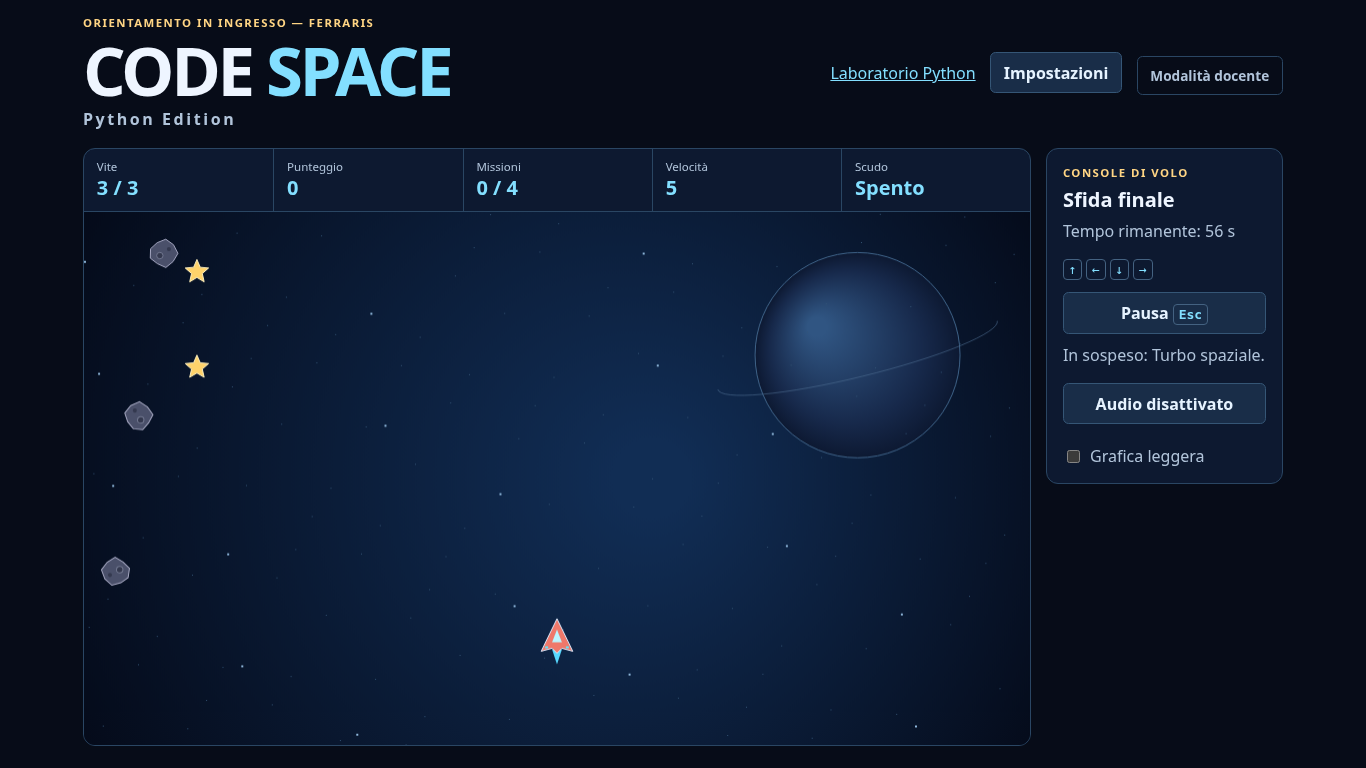 ORIENTAMENTO IN INGRESSO — FERRARIS
CODE SPACE
Python Edition
Laboratorio Python
Impostazioni
Modalità docente
Vite
3 / 3
Punteggio
0
Missioni
0 / 4
Velocità
5
Scudo
Spento
CONSOLE DI VOLO
Sfida finale
Tempo rimanente: 56 s
↑ ← ↓ →
Pausa Esc
In sospeso: Turbo spaziale.
Audio disattivato
Grafica leggera